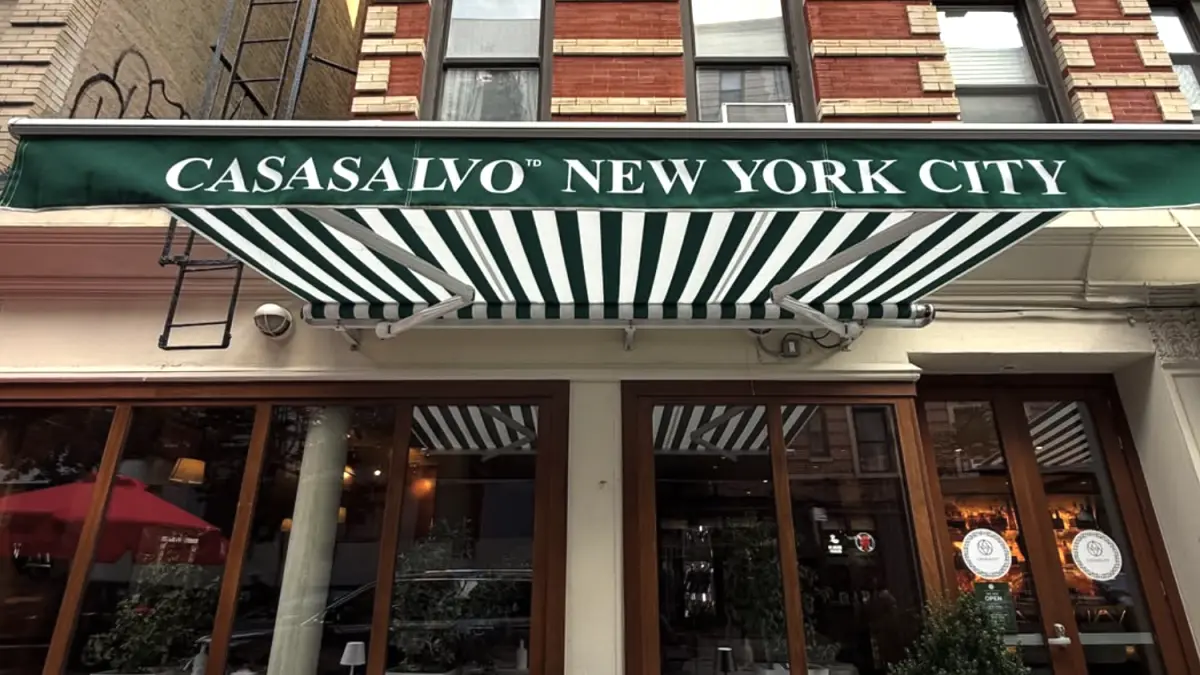 CASASALVO™ NEW YORK CITY
OPEN